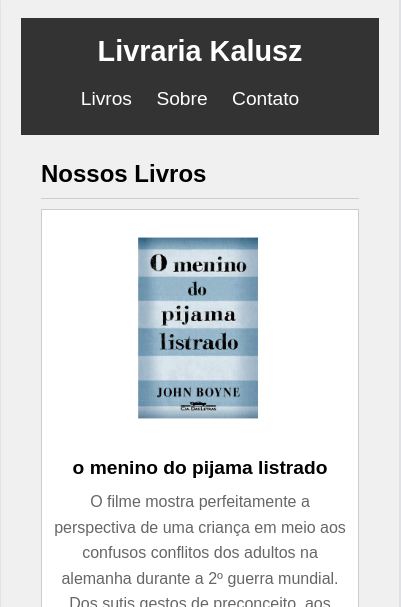 Livraria Kalusz
Livros Sobre Contato
Nossos Livros
O menino
do
pijama
listrado
JOHN BOYNE
CIA. DAS LETRAS
o menino do pijama listrado
O filme mostra perfeitamente a
perspectiva de uma criança em meio aos
confusos conflitos dos adultos na
alemanha durante a 2º guerra mundial.
Dos sutis gestos de preconceito, aos